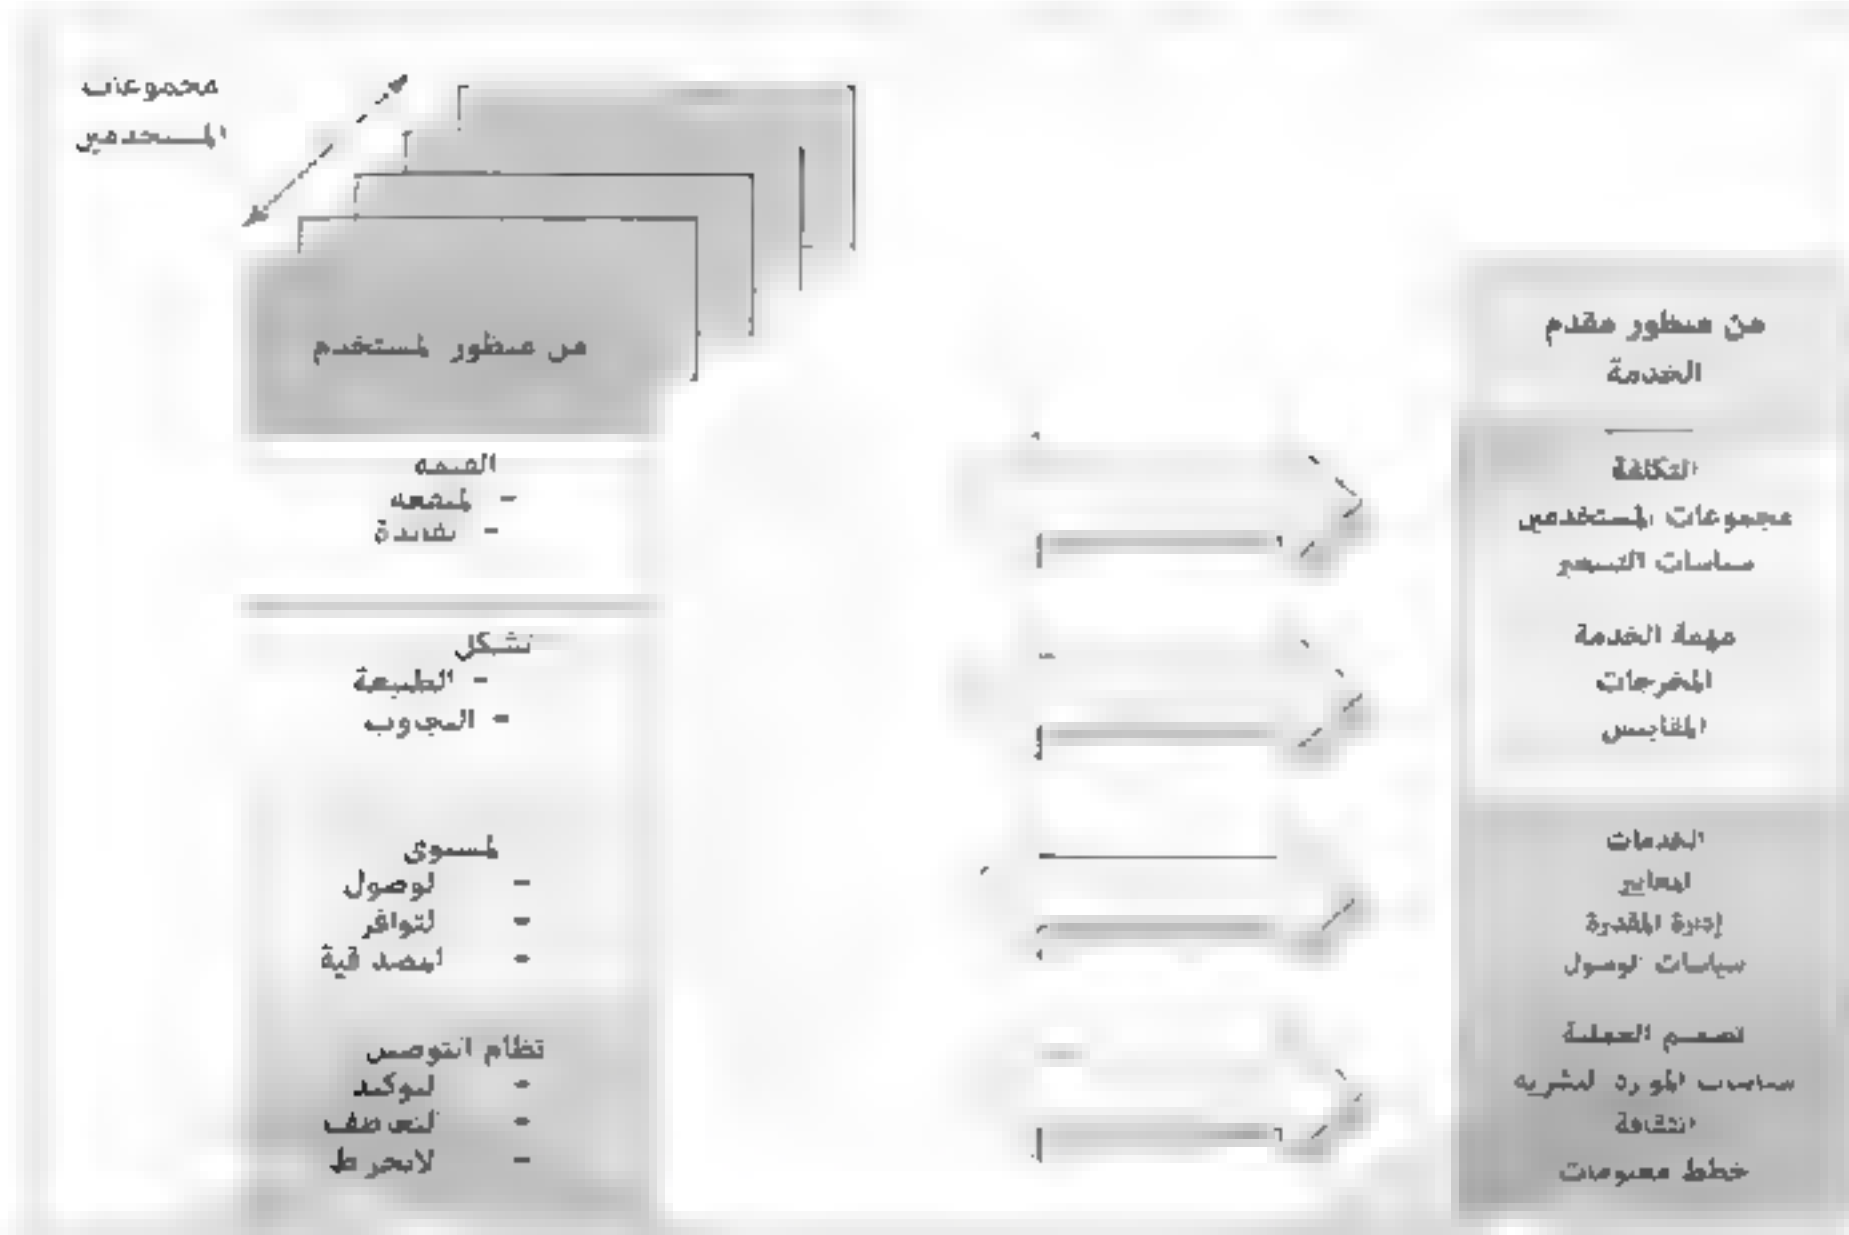 مجموعات
المستخدمين
من منظور المستخدم
القيمة
- المنفعة
الشكل
- الطبيعة
- التجاوب
المستوى
- الوصول
- التوافر
- المصداقية
نظام التوصيل
- التوكيد
- التعاطف
- الانخراط
من منظور مقدم
الخدمة
التكلفة
مجموعات المستخدمين
سياسات التسعير
مهمة الخدمة
المخرجات
المقاييس
الخدمات
المعايير
إدارة المقدرة
سياسات الوصول
تصميم العملية
سياسات الموارد البشرية
الثقافة
خطط معلومات